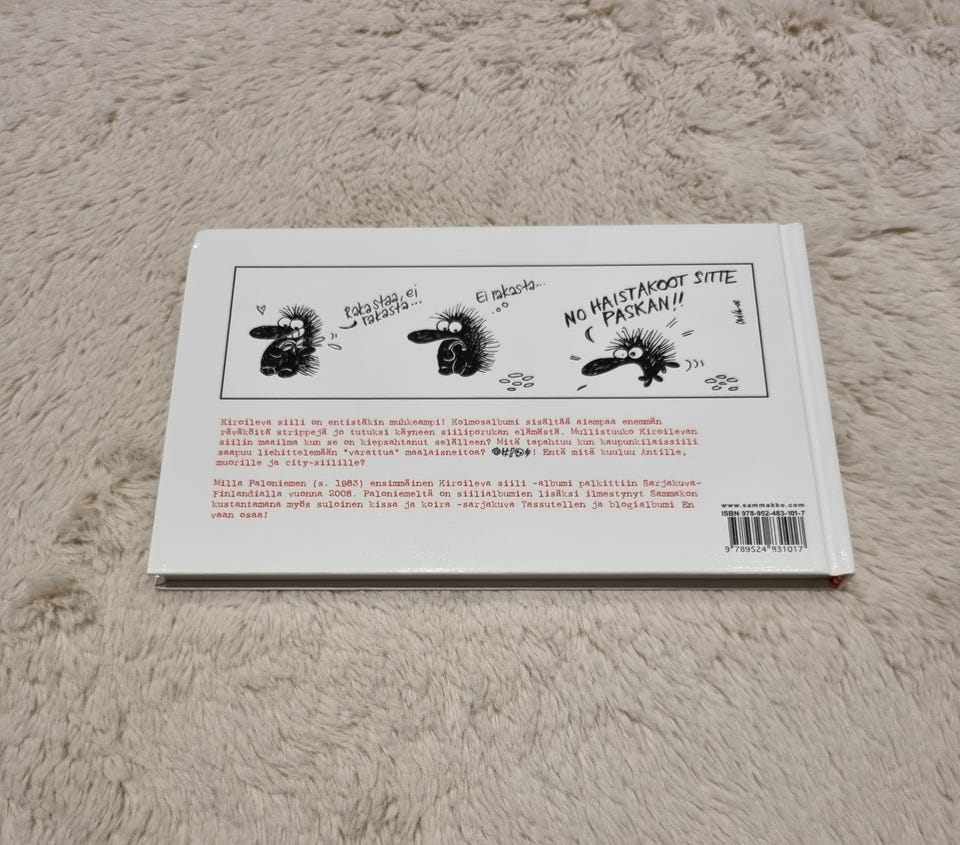 Rakastaa, ei
rakasta...
Ei rakasta...
NO HAISTAKOOT SITTE
PASKAN!!
Kiroileva siili on entistäkin muhkeampi! Kolmosalbumi sisältää aiempaa enemmän
räväköitä strippejä jo tutuksi käyneen siiliporukan elämästä. Mullistuuko Kiroilevan
siilin maailma kun se on kiepsahtanut selälleen? Mitä tapahtuu kun kaupunkilaissiili
saapuu liehittelemään "varattua" maalaisneitoa? @#!@$! Entä mitä kuuluu Antille,
muorille ja city-siilille?
Milla Paloniemen (s. 1983) ensimmäinen Kiroileva siili -albumi palkittiin Sarjakuva-
Finlandialla vuonna 2008. Paloniemeltä on siilialbumien lisäksi ilmestynyt Sammakon
kustantamana myös suloinen kissa ja koira -sarjakuva Tassutellen ja blogialbumi En
vaan osaa!
www.sammakko.com
ISBN 978-952-483-101-7
9 789524 831017